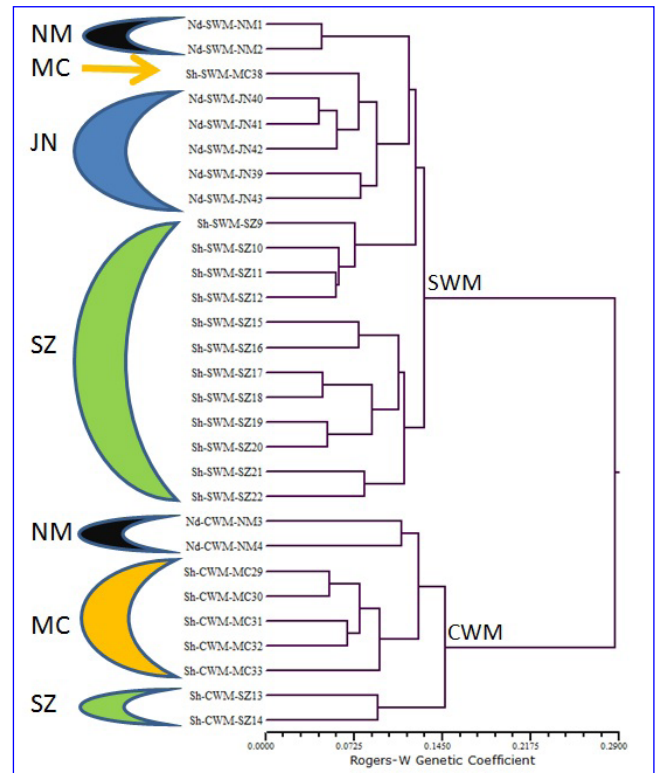 NM
Nd-SWM-NM1
Nd-SWM-NM2
MC
Sh-SWM-MC38
JN
Nd-SWM-JN40
Nd-SWM-JN41
Nd-SWM-JN42
Nd-SWM-JN39
Nd-SWM-JN43
SZ
Sh-SWM-SZ9
Sh-SWM-SZ10
Sh-SWM-SZ11
Sh-SWM-SZ12
Sh-SWM-SZ15
Sh-SWM-SZ16
Sh-SWM-SZ17
Sh-SWM-SZ18
Sh-SWM-SZ19
Sh-SWM-SZ20
Sh-SWM-SZ21
Sh-SWM-SZ22
SWM
NM
Nd-CWM-NM3
Nd-CWM-NM4
MC
Sh-CWM-MC29
Sh-CWM-MC30
Sh-CWM-MC31
Sh-CWM-MC32
Sh-CWM-MC33
CWM
SZ
Sh-CWM-SZ13
Sh-CWM-SZ14
0.0000 0.0725 0.1450 0.2175 0.2900
Rogers-W Genetic Coefficient